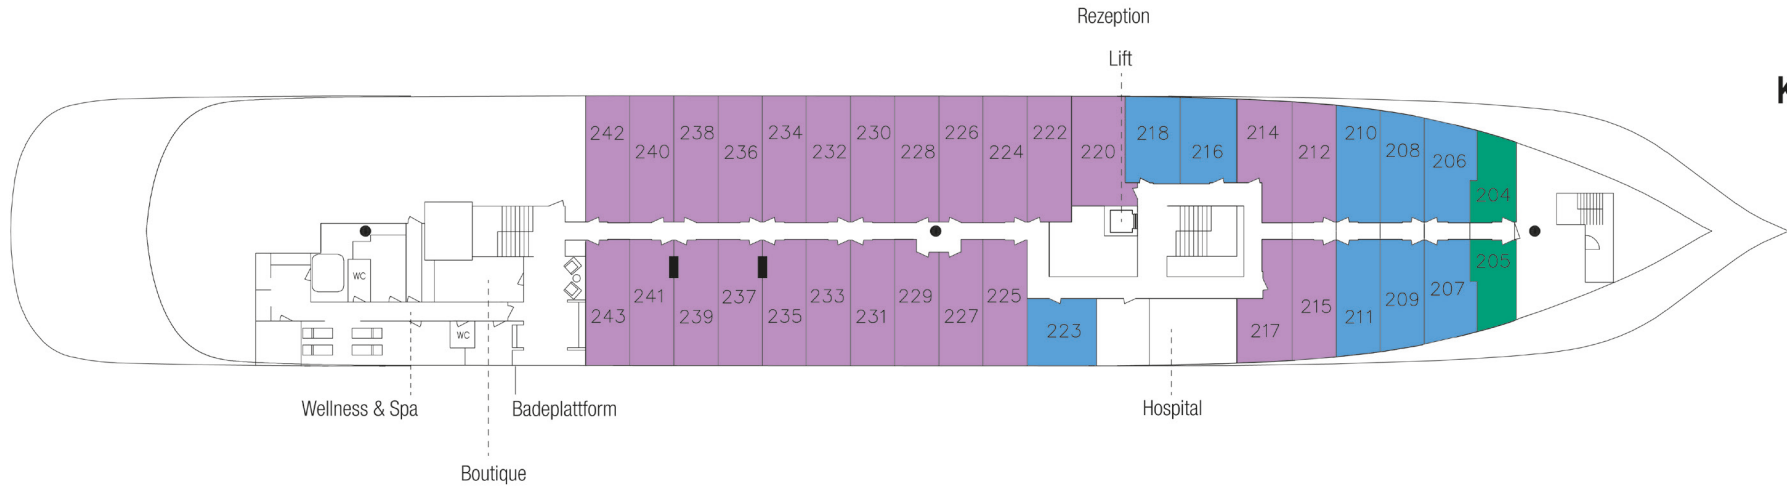 Rezeption
Lift
K
242 238 234 230 226 222 218 214 210
240 236 232 228 224 220 216 212 208 206
204
WC
241 237 233 229 225 215 209 207 205
243 239 235 231 227 223 217 211
WC
Wellness & Spa
Badeplattform
Hospital
Boutique